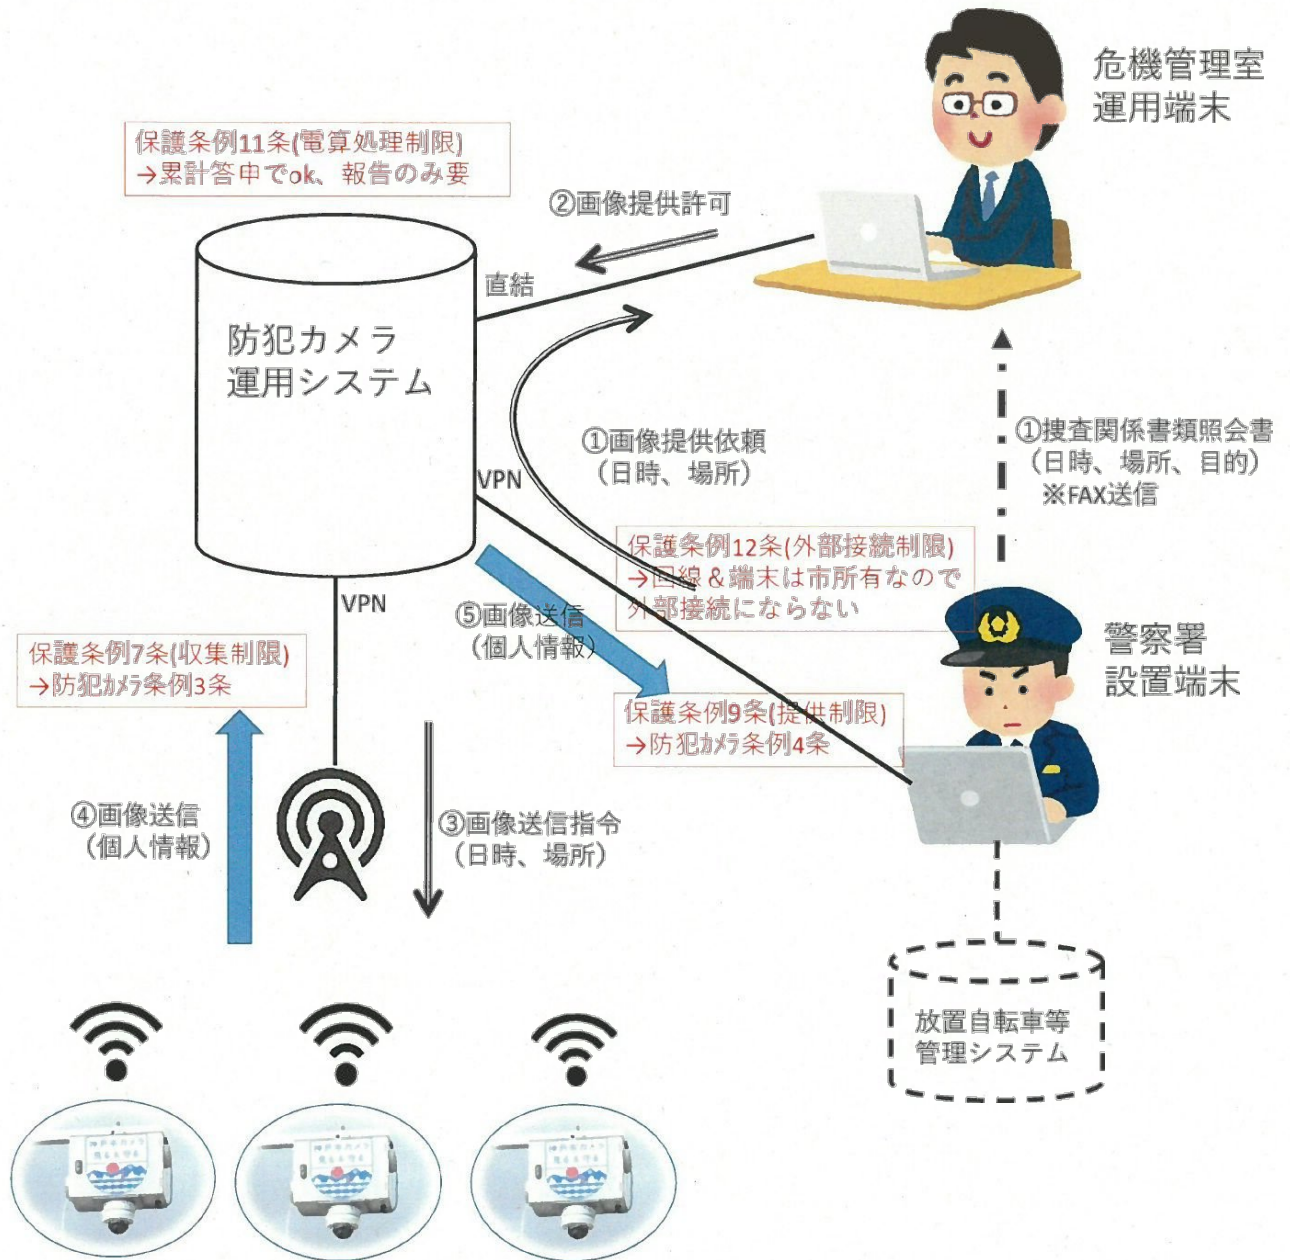 危機管理室
運用端末
保護条例11条(電算処理制限)
→累計答申でok、報告のみ要
②画像提供許可
直結
防犯カメラ
運用システム
①画像提供依頼
（日時、場所）
①捜査関係書類照会書
（日時、場所、目的）
※FAX送信
VPN
保護条例12条(外部接続制限)
→回線＆端末は市所有なので
外部接続にならない
VPN
⑤画像送信
（個人情報）
警察署
設置端末
保護条例7条(収集制限)
→防犯ｶﾒﾗ条例3条
保護条例9条(提供制限)
→防犯ｶﾒﾗ条例4条
④画像送信
（個人情報）
③画像送信指令
（日時、場所）
放置自転車等
管理システム